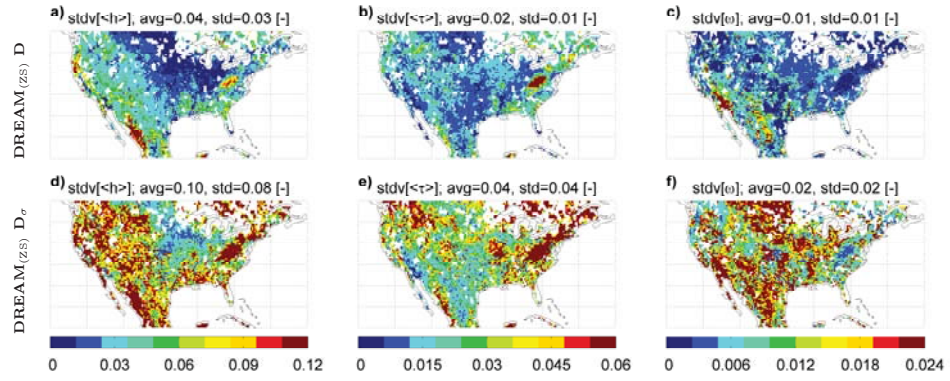 a) stdv[<h>]; avg=0.04, std=0.03 [-]
b) stdv[<τ>]; avg=0.02, std=0.01 [-]
c) stdv[ω]; avg=0.01, std=0.01 [-]
DREAM(ZS) D
d) stdv[<h>]; avg=0.10, std=0.08 [-]
e) stdv[<τ>]; avg=0.04, std=0.04 [-]
f) stdv[ω]; avg=0.02, std=0.02 [-]
DREAM(ZS) Dσ
0 0.03 0.06 0.09 0.12
0 0.015 0.03 0.045 0.06
0 0.006 0.012 0.018 0.024